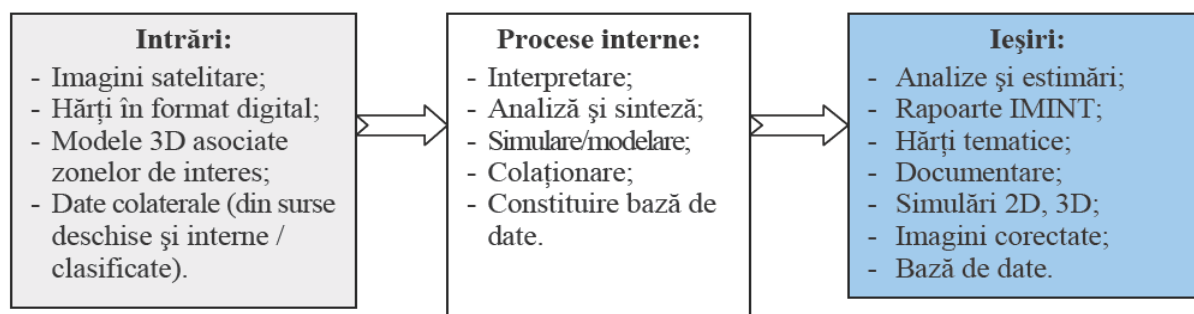 Intrări:
- Imagini satelitare;
- Hărți în format digital;
- Modele 3D asociate
zonelor de interes;
- Date colaterale (din surse
deschise şi interne /
clasificate).
Procese interne:
- Interpretare;
- Analiză şi sinteză;
- Simulare/modelare;
- Colaționare;
- Constituire bază de
date.
Ieşiri:
- Analize şi estimări;
- Rapoarte IMINT;
- Hărți tematice;
- Documentare;
- Simulări 2D, 3D;
- Imagini corectate;
- Bază de date.